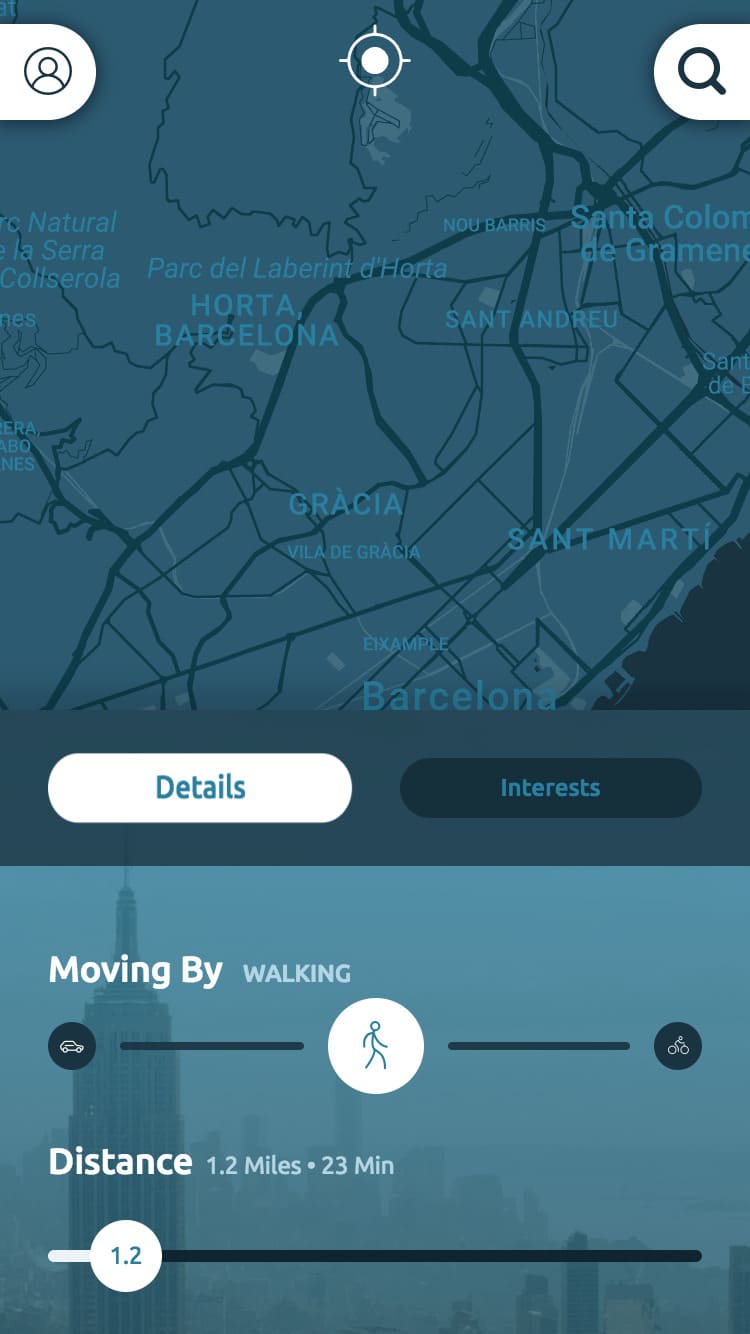 at
NOU BARRIS
Santa Colom
de Gramene
rc Natural
e la Serra
Collserola
Parc del Laberint d'Horta
HORTA,
BARCELONA
nes
SANT ANDREU
Sant
de B
RERA,
ABO
NES
GRÀCIA
VILA DE GRÀCIA
SANT MARTÍ
EIXAMPLE
Barcelona
Details
Interests
Moving By WALKING
Distance 1.2 Miles • 23 Min
1.2